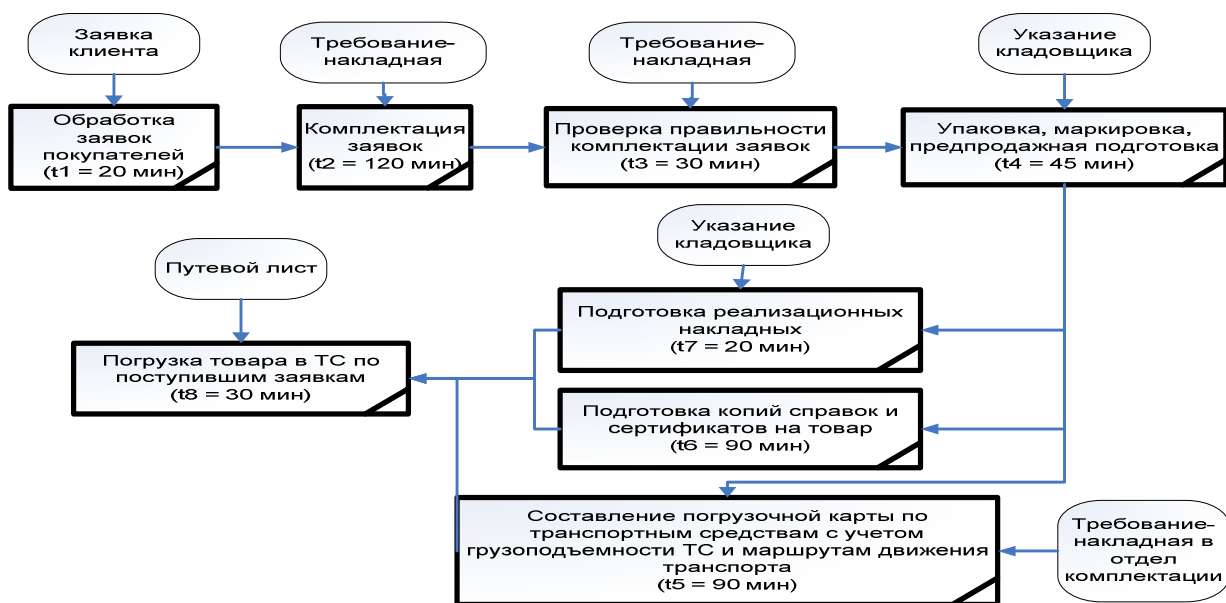 Заявка
клиента
Требование-
накладная
Требование-
накладная
Указание
кладовщика
Обработка
заявок
покупателей
(t1 = 20 мин)
Комплектация
заявок
(t2 = 120 мин)
Проверка правильности
комплектации заявок
(t3 = 30 мин)
Упаковка, маркировка,
предпродажная подготовка
(t4 = 45 мин)
Указание
кладовщика
Путевой лист
Подготовка реализационных
накладных
(t7 = 20 мин)
Погрузка товара в ТС по
поступившим заявкам
(t8 = 30 мин)
Подготовка копий справок и
сертификатов на товар
(t6 = 90 мин)
Составление погрузочной карты по
транспортным средствам с учетом
грузоподъемности ТС и маршрутам движения
транспорта
(t5 = 90 мин)
Требование-
накладная в
отдел
комплектации